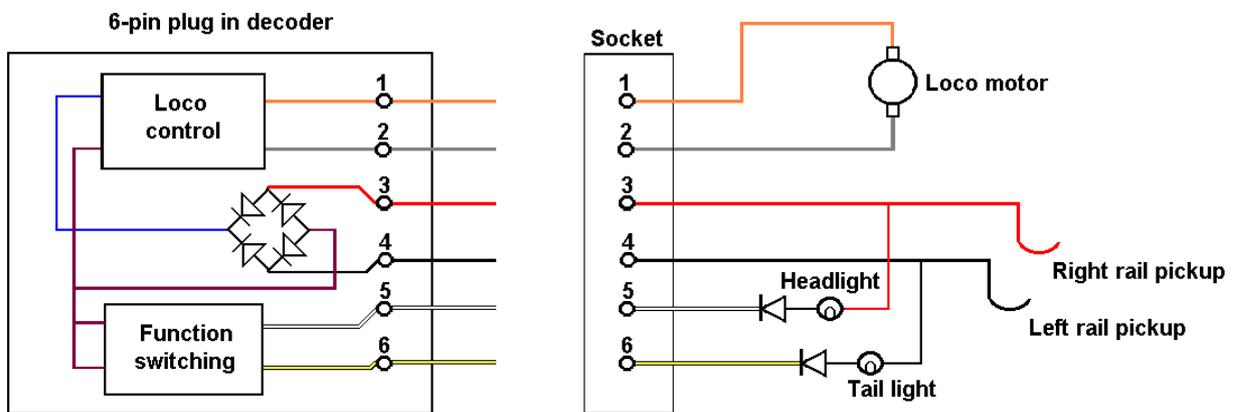 6-pin plug in decoder
Loco
control
1
2
3
4
5
6
Function
switching
Socket
1
2
3
4
5
6
Loco motor
Right rail pickup
Headlight
Left rail pickup
Tail light